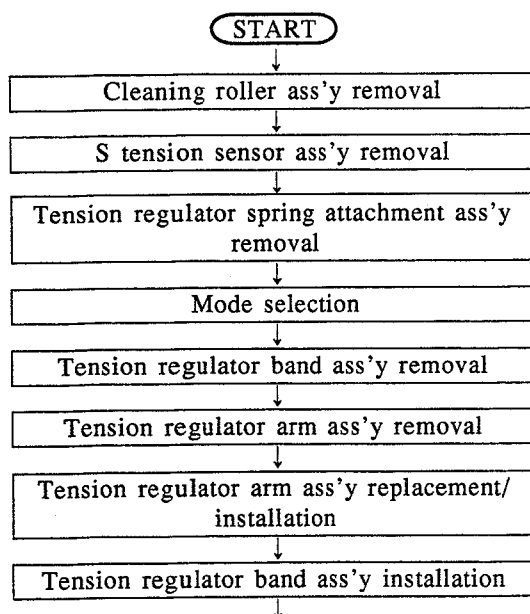 START
Cleaning roller ass'y removal
S tension sensor ass'y removal
Tension regulator spring attachment ass'y
removal
Mode selection
Tension regulator band ass'y removal
Tension regulator arm ass'y removal
Tension regulator arm ass'y replacement/
installation
Tension regulator band ass'y installation